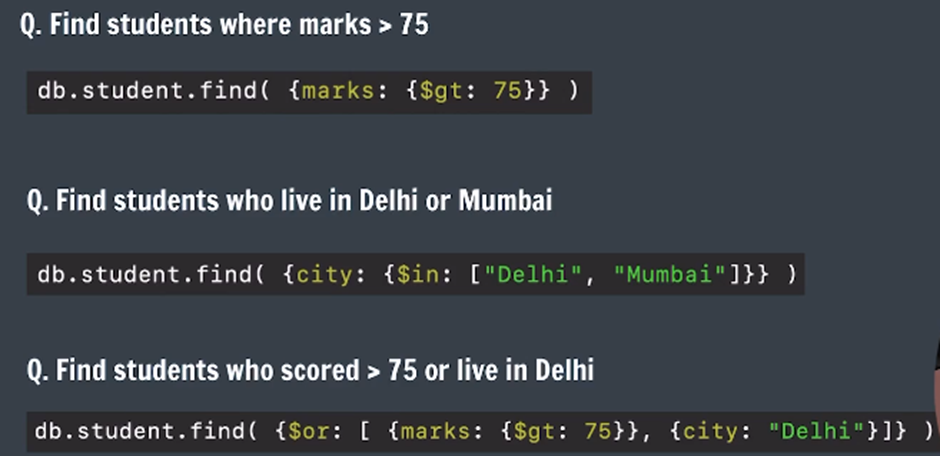 Q. Find students where marks > 75
db.student.find( {marks: {$gt: 75}} )
Q. Find students who live in Delhi or Mumbai
db.student.find( {city: {$in: ["Delhi", "Mumbai"]}} )
Q. Find students who scored > 75 or live in Delhi
db.student.find( {$or: [ {marks: {$gt: 75}}, {city: "Delhi"}]} )